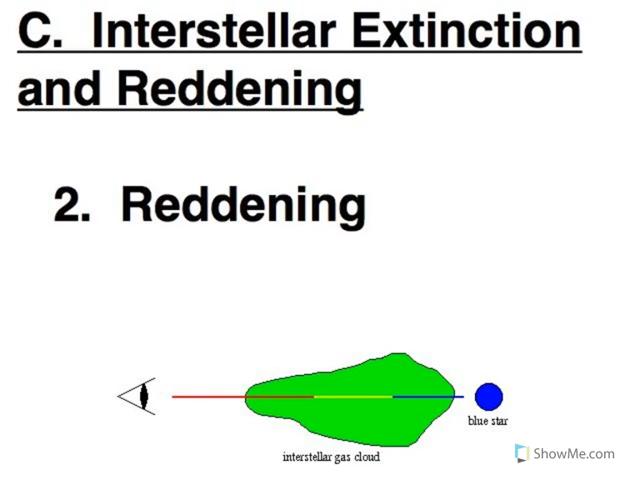 C. Interstellar Extinction
and Reddening
2. Reddening
blue star
interstellar gas cloud
ShowMe.com